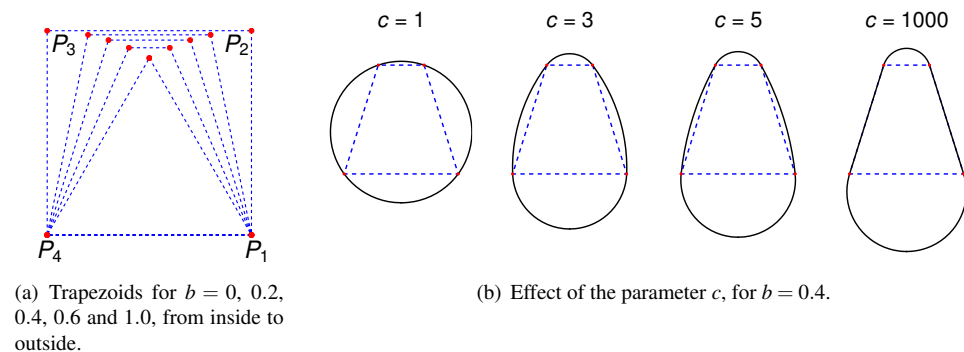 c = 1 c = 3 c = 5 c = 1000
P3 P2
P4 P1
(a) Trapezoids for b = 0, 0.2,
0.4, 0.6 and 1.0, from inside to
outside.
(b) Effect of the parameter c, for b = 0.4.